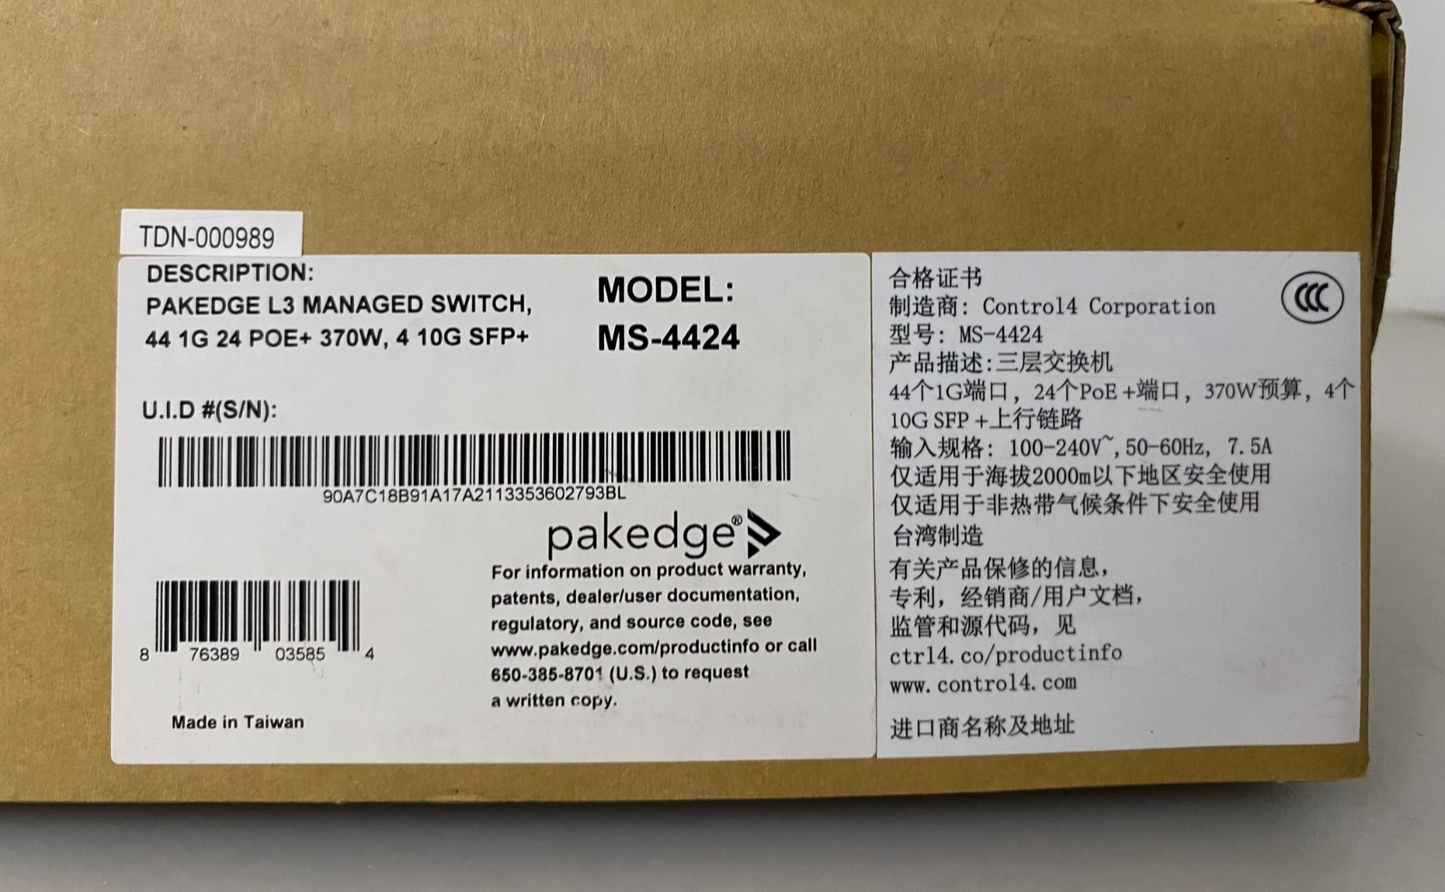 TDN-000989
DESCRIPTION:
PAKEDGE L3 MANAGED SWITCH,
44 1G 24 POE+ 370W, 4 10G SFP+
MODEL:
MS-4424
U.I.D #(S/N):
90A7C18B91A17A2113353602793BL
pakedge®
For information on product warranty,
patents, dealer/user documentation,
regulatory, and source code, see
www.pakedge.com/productinfo or call
650-385-8701 (U.S.) to request
a written copy.
8 76389 03585 4
Made in Taiwan
合格证书
CCC
制造商: Control4 Corporation
型号: MS-4424
产品描述:三层交换机
44个1G端口, 24个PoE+端口, 370W预算, 4个
10G SFP+上行链路
输入规格: 100-240V~, 50-60Hz, 7.5A
仅适用于海拔2000m以下地区安全使用
仅适用于非热带气候条件下安全使用
台湾制造
有关产品保修的信息,
专利, 经销商/用户文档,
监管和源代码, 见
ctrl4.co/productinfo
www.control4.com
进口商名称及地址